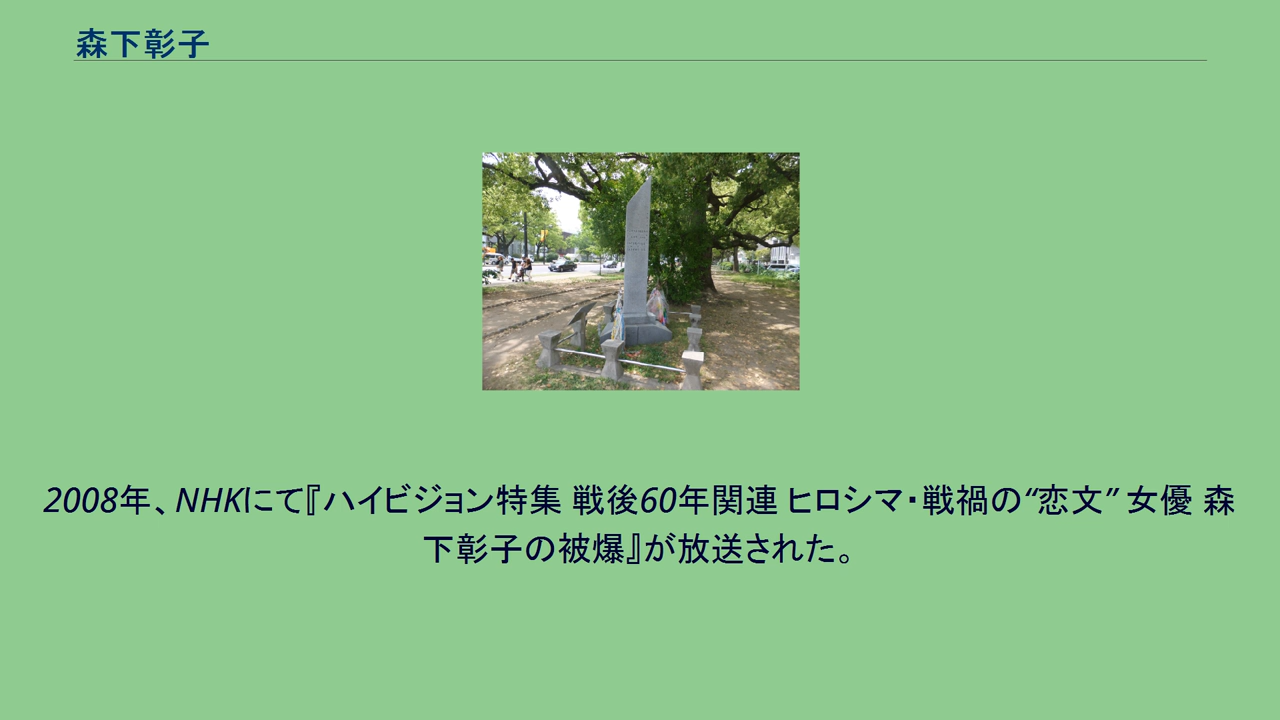 森下彰子
2008年、NHKにて『ハイビジョン特集 戦後60年関連 ヒロシマ・戦禍の“恋文” 女優 森
下彰子の被爆』が放送された。